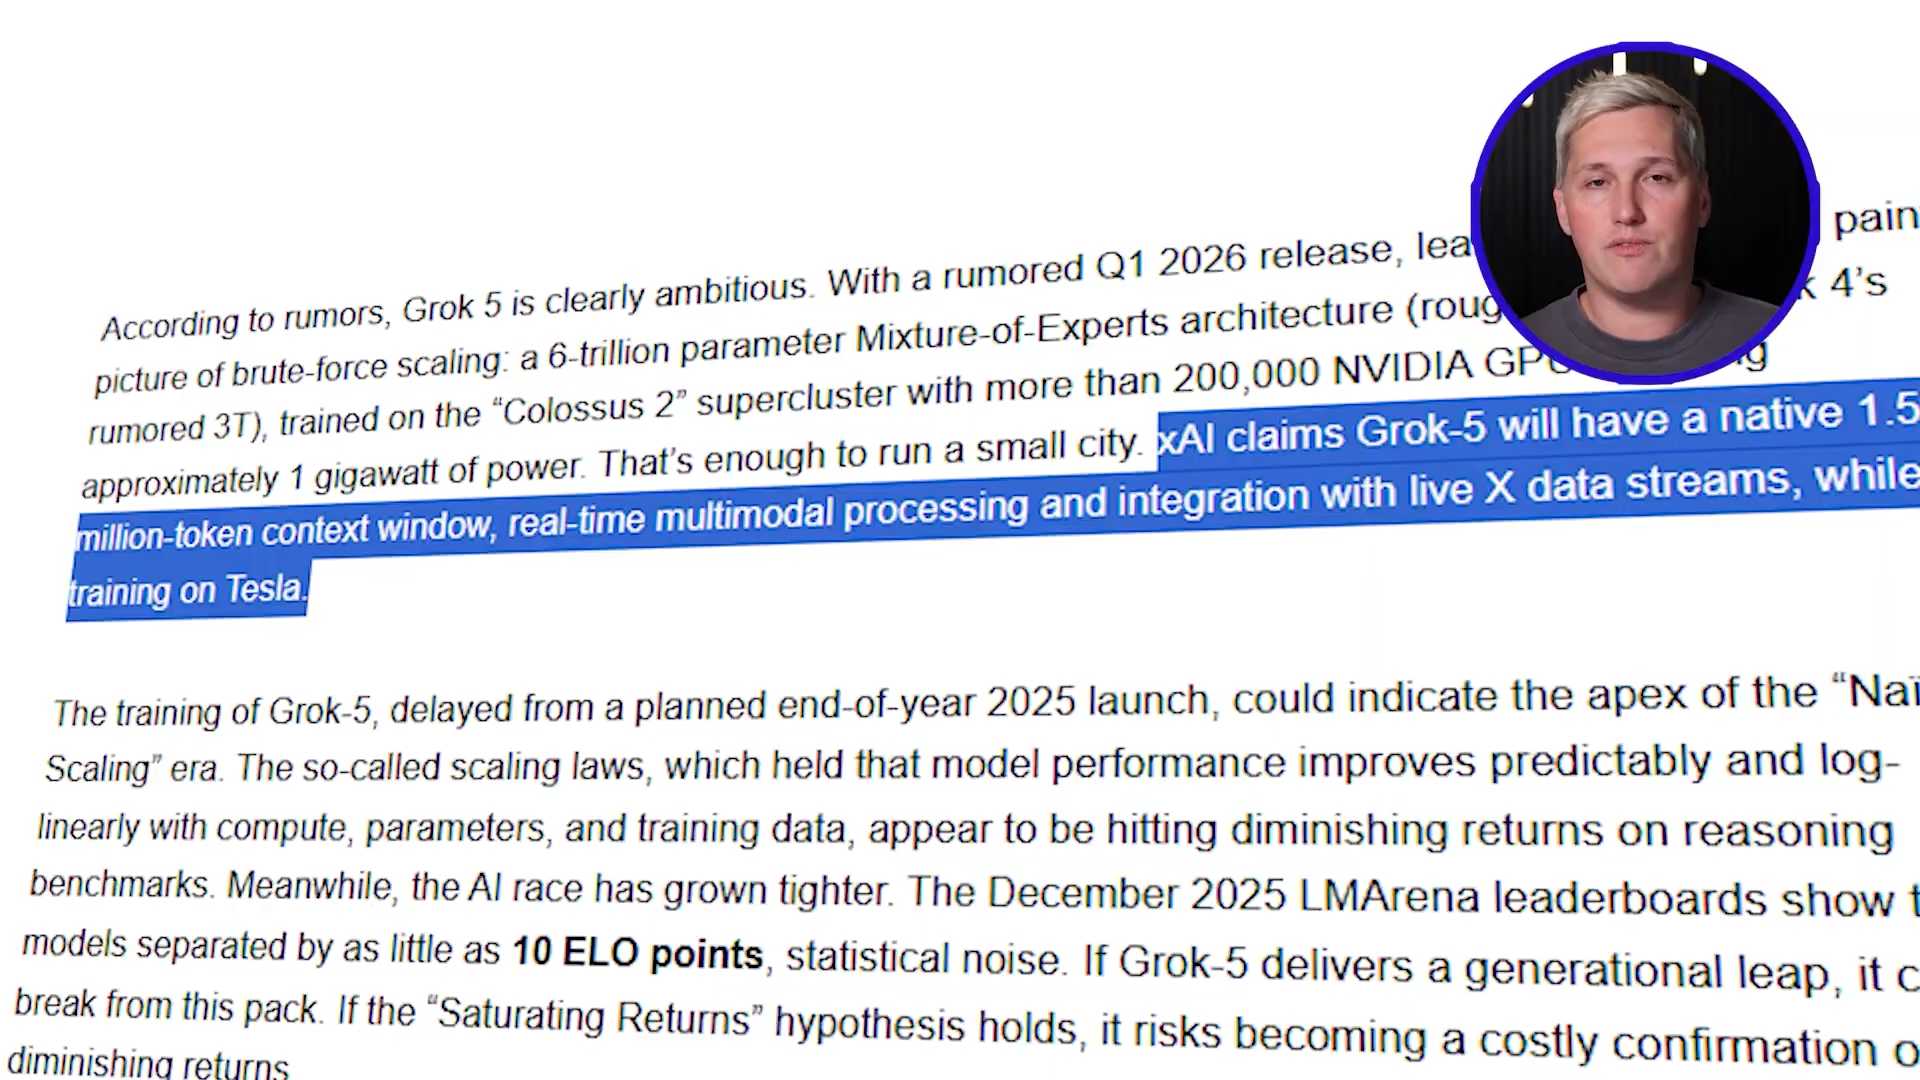 According to rumors, Grok 5 is clearly ambitious. With a rumored Q1 2026 release,
picture of brute-force scaling: a 6-trillion parameter Mixture-of-Experts architecture 4’s
rumored 3T), trained on the “Colossus 2” supercluster with more than 200,000 NVIDIA
approximately 1 gigawatt of power. That’s enough to run a small city. xAI claims Grok-5 will have a native 1.5
million-token context window, real-time multimodal processing and integration with live X data streams, while
training on Tesla.
The training of Grok-5, delayed from a planned end-of-year 2025 launch, could indicate the apex of the
Scaling” era. The so-called scaling laws, which held that model performance improves predictably and log-
linearly with compute, parameters, and training data, appear to be hitting diminishing returns on reasoning
benchmarks. Meanwhile, the AI race has grown tighter. The December 2025 LMArena leaderboards show
models separated by as little as 10 ELO points, statistical noise. If Grok-5 delivers a generational leap, it
break from this pack. If the “Saturating Returns” hypothesis holds, it risks becoming a costly confirmation
diminishing returns